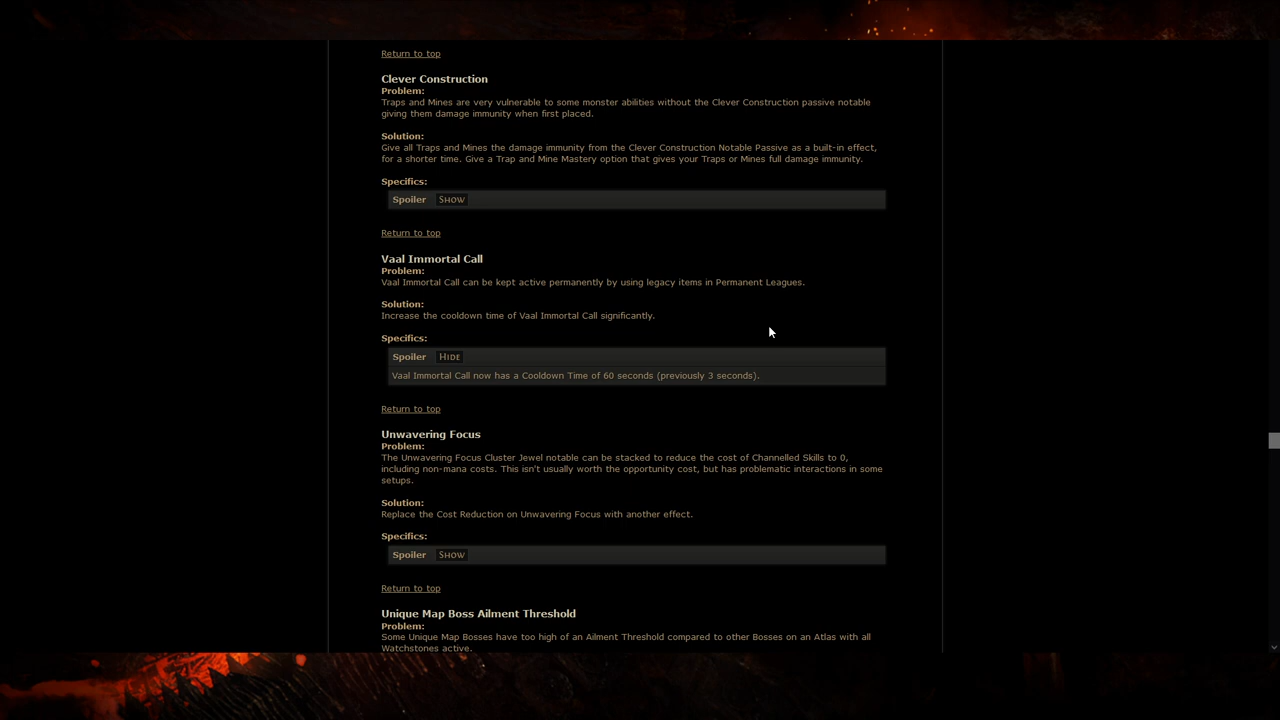 Return to top
Clever Construction
Problem:
Traps and Mines are very vulnerable to some monster abilities without the Clever Construction passive notable
giving them damage immunity when first placed.
Solution:
Give all Traps and Mines the damage immunity from the Clever Construction Notable Passive as a built-in effect,
for a shorter time. Give a Trap and Mine Mastery option that gives your Traps or Mines full damage immunity.
Specifics:
Spoiler Show
Return to top
Vaal Immortal Call
Problem:
Vaal Immortal Call can be kept active permanently by using legacy items in Permanent Leagues.
Solution:
Increase the cooldown time of Vaal Immortal Call significantly.
Specifics:
Spoiler Hide
Vaal Immortal Call now has a Cooldown Time of 60 seconds (previously 3 seconds).
Return to top
Unwavering Focus
Problem:
The Unwavering Focus Cluster Jewel notable can be stacked to reduce the cost of Channelled Skills to 0,
including non-mana costs. This isn't usually worth the opportunity cost, but has problematic interactions in some
setups.
Solution:
Replace the Cost Reduction on Unwavering Focus with another effect.
Specifics:
Spoiler Show
Return to top
Unique Map Boss Ailment Threshold
Problem:
Some Unique Map Bosses have too high of an Ailment Threshold compared to other Bosses on an Atlas with all
Watchstones active.